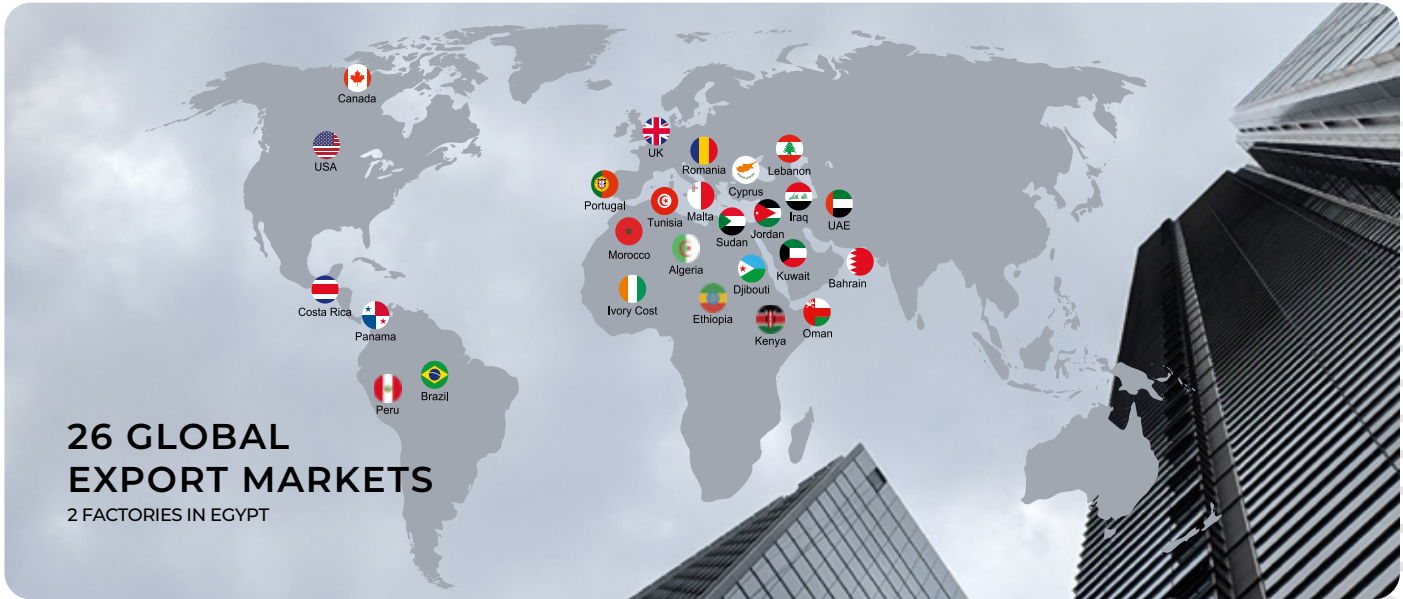 Canada
USA
UK
Romania
Lebanon
Cyprus
Portugal
Tunisia
Malta
Iraq
UAE
Sudan
Jordan
Morocco
Algeria
Kuwait
Djibouti
Bahrain
Costa Rica
Ivory Cost
Ethiopia
Panama
Kenya
Oman
Peru
Brazil
26 GLOBAL
EXPORT MARKETS
2 FACTORIES IN EGYPT